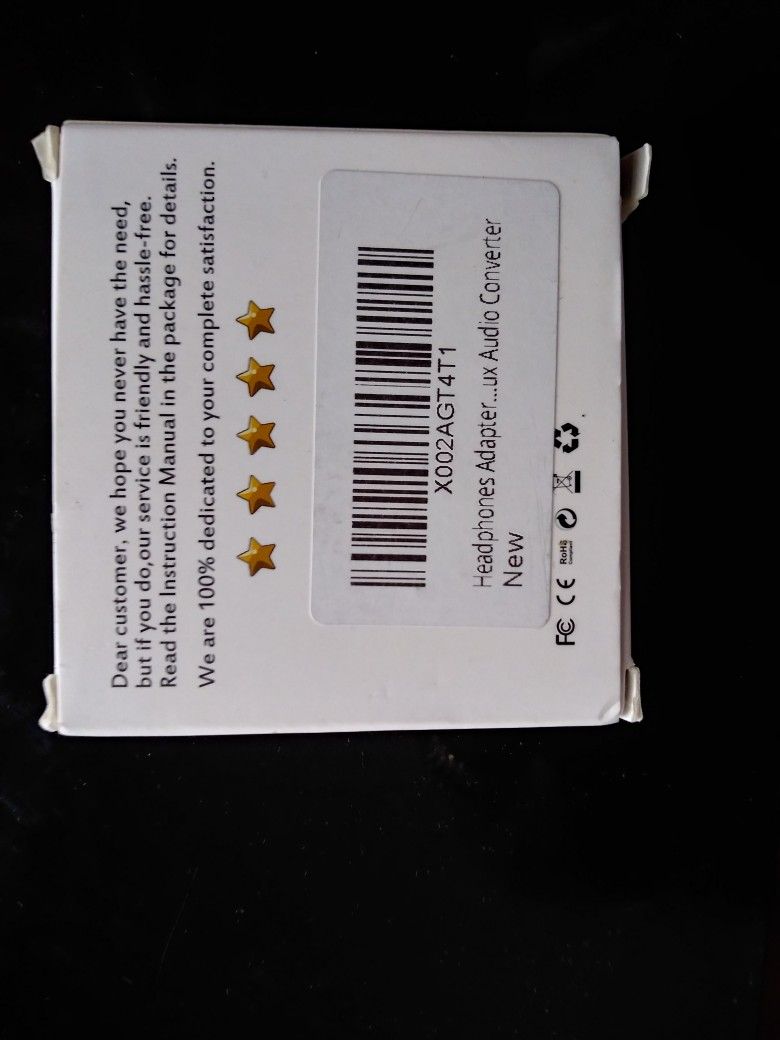 Dear customer, we hope you never have the need,
but if you do,our service is friendly and hassle-free.
Read the Instruction Manual in the package for details.
We are 100% dedicated to your complete satisfaction.
X002AGT4T1
Headphones Adapter...ux Audio Converter
New
FC CE RoHS